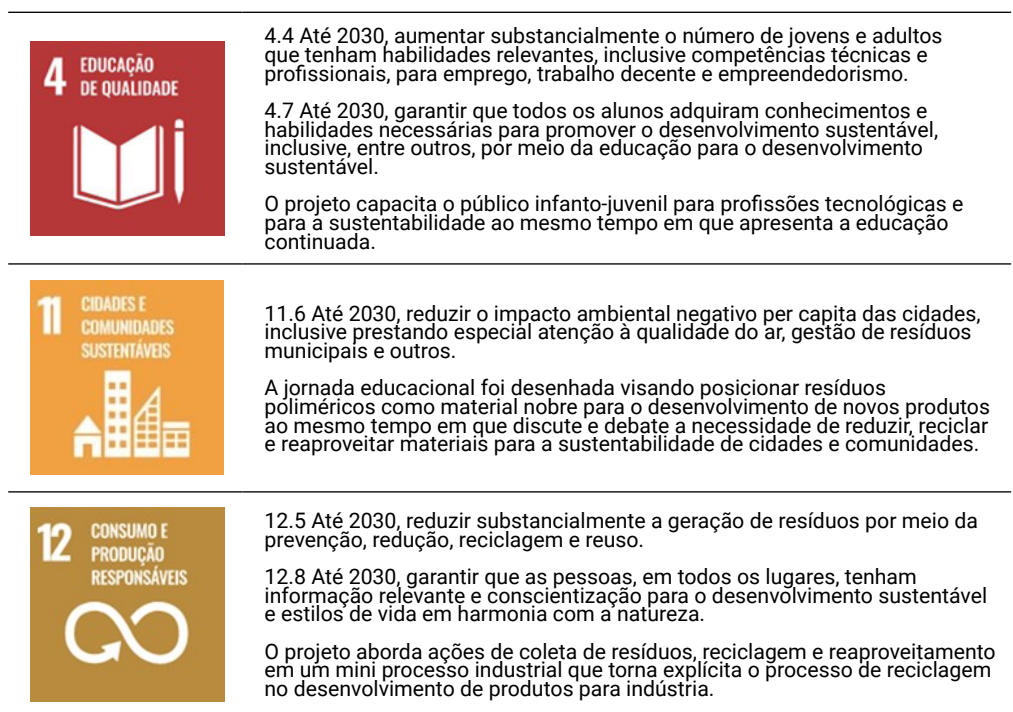 4 EDUCAÇÃO
DE QUALIDADE
4.4 Até 2030, aumentar substancialmente o número de jovens e adultos
que tenham habilidades relevantes, inclusive competências técnicas e
profissionais, para emprego, trabalho decente e empreendedorismo.
4.7 Até 2030, garantir que todos os alunos adquiram conhecimentos e
habilidades necessárias para promover o desenvolvimento sustentável,
inclusive, entre outros, por meio da educação para o desenvolvimento
sustentável.
O projeto capacita o público infanto-juvenil para profissões tecnológicas e
para a sustentabilidade ao mesmo tempo em que apresenta a educação
continuada.
11 CIDADES E
COMUNIDADES
SUSTENTÁVEIS
11.6 Até 2030, reduzir o impacto ambiental negativo per capita das cidades,
inclusive prestando especial atenção à qualidade do ar, gestão de resíduos
municipais e outros.
A jornada educacional foi desenhada visando posicionar resíduos
poliméricos como material nobre para o desenvolvimento de novos produtos
ao mesmo tempo em que discute e debate a necessidade de reduzir, reciclar
e reaproveitar materiais para a sustentabilidade de cidades e comunidades.
12 CONSUMO E
PRODUÇÃO
RESPONSÁVEIS
12.5 Até 2030, reduzir substancialmente a geração de resíduos por meio da
prevenção, redução, reciclagem e reuso.
12.8 Até 2030, garantir que as pessoas, em todos os lugares, tenham
informação relevante e conscientização para o desenvolvimento sustentável
e estilos de vida em harmonia com a natureza.
O projeto aborda ações de coleta de resíduos, reciclagem e reaproveitamento
em um mini processo industrial que torna explícita o processo de reciclagem
no desenvolvimento de produtos para indústria.